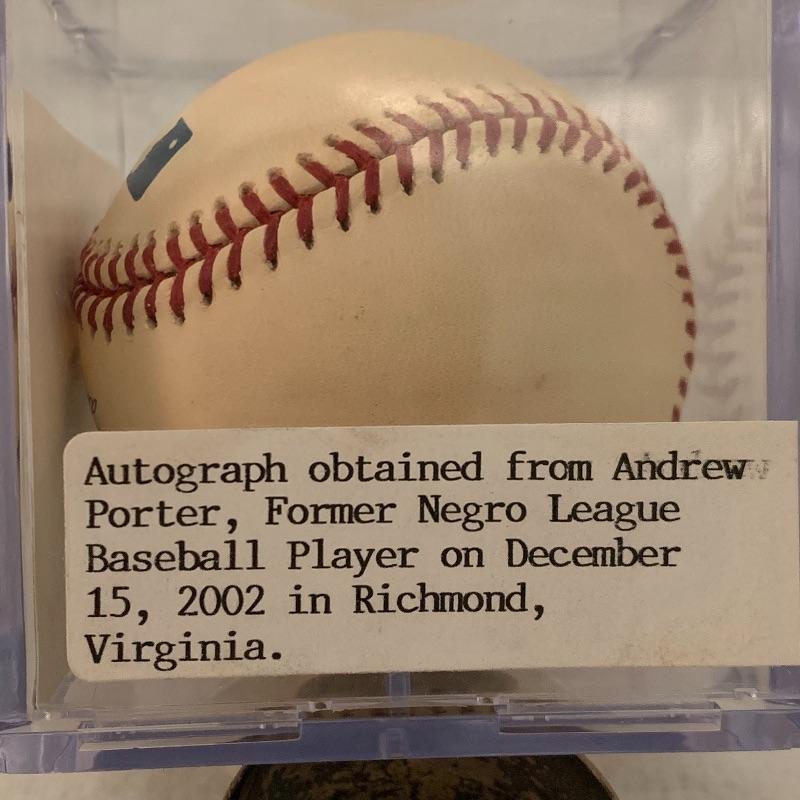 Autograph obtained from Andrew
Porter, Former Negro League
Baseball Player on December
15, 2002 in Richmond,
Virginia.